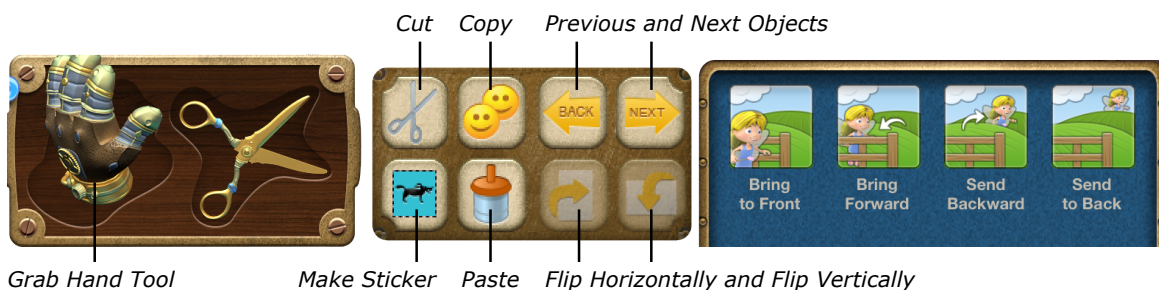 Cut Copy Previous and Next Objects
BACK NEXT
Bring to Front
Bring Forward
Send Backward
Send to Back
Grab Hand Tool Make Sticker Paste Flip Horizontally and Flip Vertically